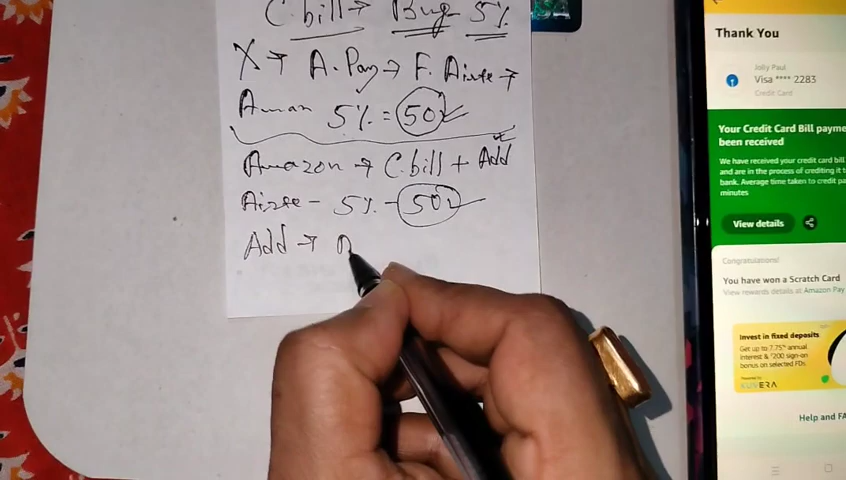 C.bill → Buy 5%
X → A.Pay → F. Airte →
5% = 50
Amazon → C.bill + Add
Airte - 5% - 50
Add →
Thank You
Jolly Paul
Visa **** 2283
Credit Card
Your Credit Card Bill payme
been received
We have received your credit card bill
and are in the process of crediting it t
bank. Average time taken to credit pa
minutes
View details
Congratulations!
You have won a Scratch Card
View rewards details at Amazon Pay
Invest in fixed deposits
Get up to 7.75% annual
interest & ₹200 sign-on
bonus on selected FDs
KUVERA
Help and FA